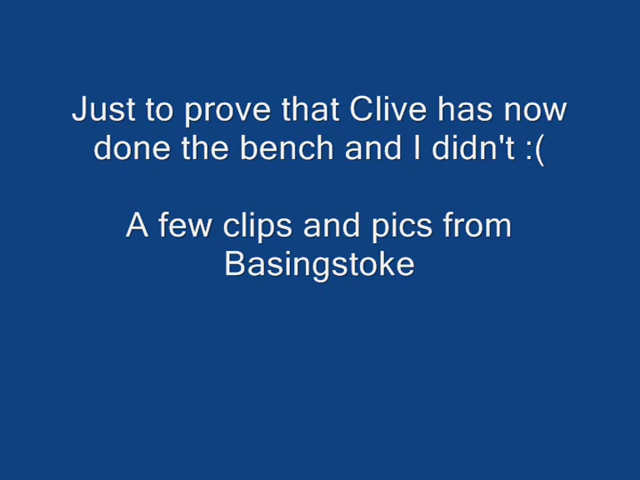 Just to prove that Clive has now
done the bench and I didn't :(
A few clips and pics from
Basingstoke